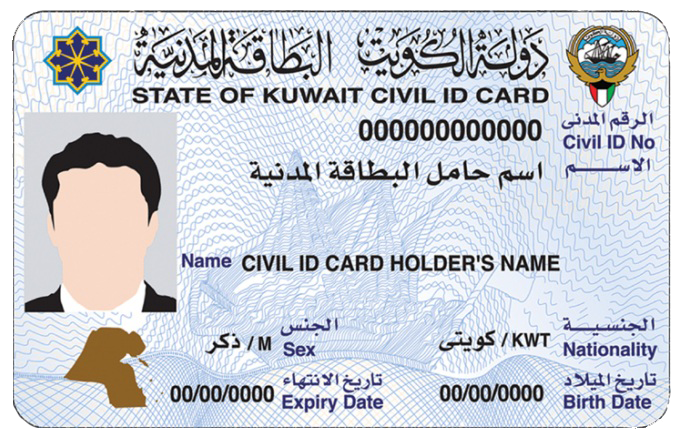 دولة الكويت البطاقة المدنية
STATE OF KUWAIT CIVIL ID CARD
الرقم المدنى
000000000000 Civil ID No
اسم حامل البطاقة المدنية الاســـم
Name CIVIL ID CARD HOLDER'S NAME
الجنس الجنسيــة
ذكر / M Sex كويتى / KWT Nationality
تاريخ الانتهاء تاريخ الميلاد
00/00/0000 Expiry Date 00/00/0000 Birth Date